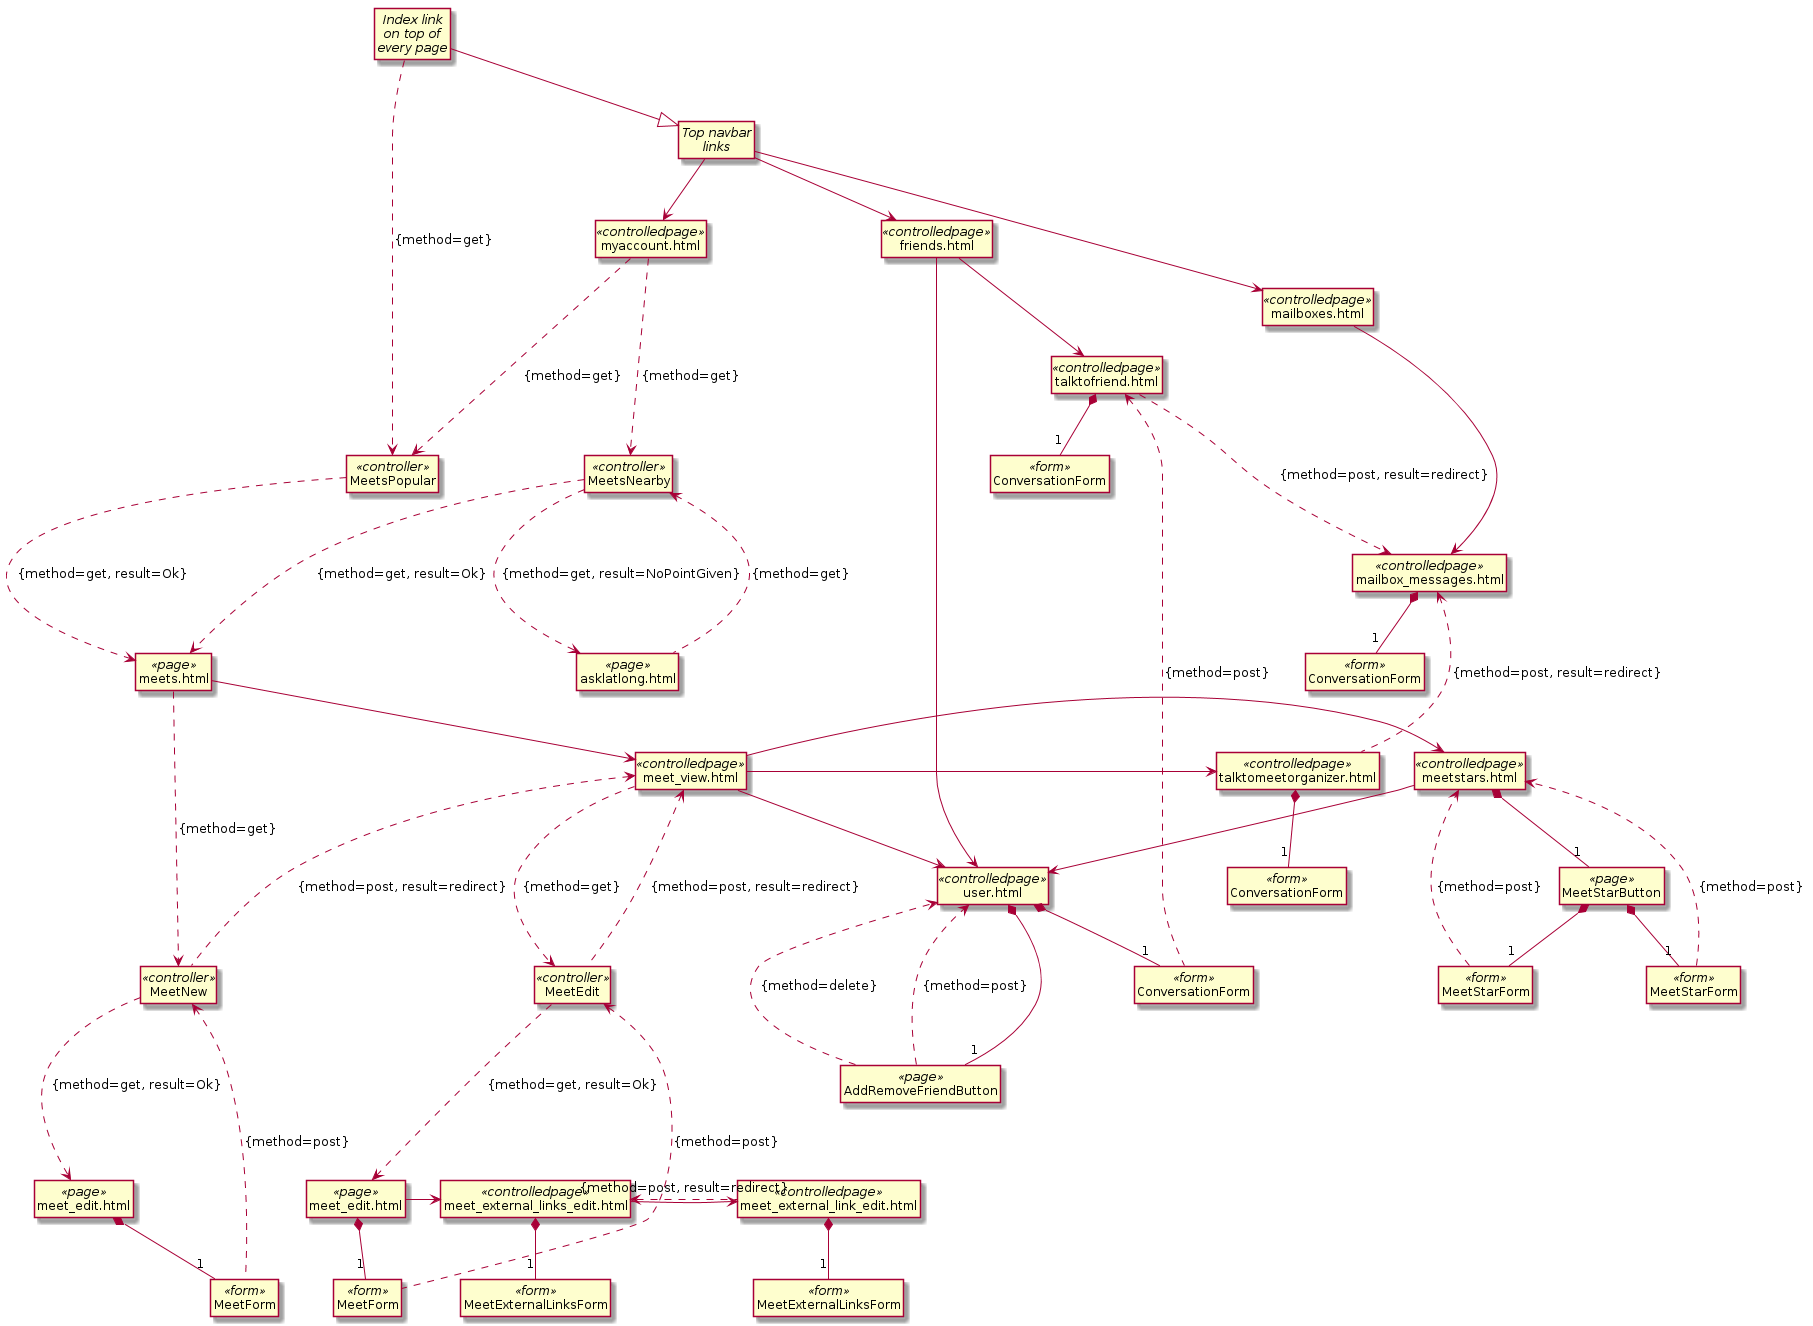 Index link
on top of
every page
Top navbar
links
«controlledpage»
myaccount.html
«controlledpage»
friends.html
{method=get}
«controlledpage»
mailboxes.html
{method=get}
{method=get}
«controlledpage»
talktofriend.html
1
«controller»
MeetsPopular
«controller»
MeetsNearby
«form»
ConversationForm
{method=post, result=redirect}
{method=get, result=Ok}
{method=get, result=Ok}
{method=get, result=NoPointGiven}
{method=get}
«controlledpage»
mailbox_messages.html
1
«page»
meets.html
«page»
asklatlong.html
{method=post}
«form»
ConversationForm
{method=post, result=redirect}
«controlledpage»
meet_view.html
«controlledpage»
talktomeetorganizer.html
«controlledpage»
meetstars.html
{method=get}
1
1
{method=post, result=redirect}
{method=get}
{method=post, result=redirect}
«controlledpage»
user.html
«form»
ConversationForm
{method=post}
«page»
MeetStarButton
{method=post}
1
1
1
«controller»
MeetNew
«controller»
MeetEdit
{method=delete}
{method=post}
«form»
ConversationForm
«form»
MeetStarForm
«form»
MeetStarForm
1
{method=get, result=Ok}
{method=get, result=Ok}
«page»
AddRemoveFriendButton
{method=post}
{method=post}
«page»
meet_edit.html
«page»
meet_edit.html
«controlledpage»
meet_external_links_edit.html
{method=post, result=redirect}
«controlledpage»
meet_external_link_edit.html
1
1
1
1
«form»
MeetForm
«form»
MeetForm
«form»
MeetExternalLinksForm
«form»
MeetExternalLinksForm